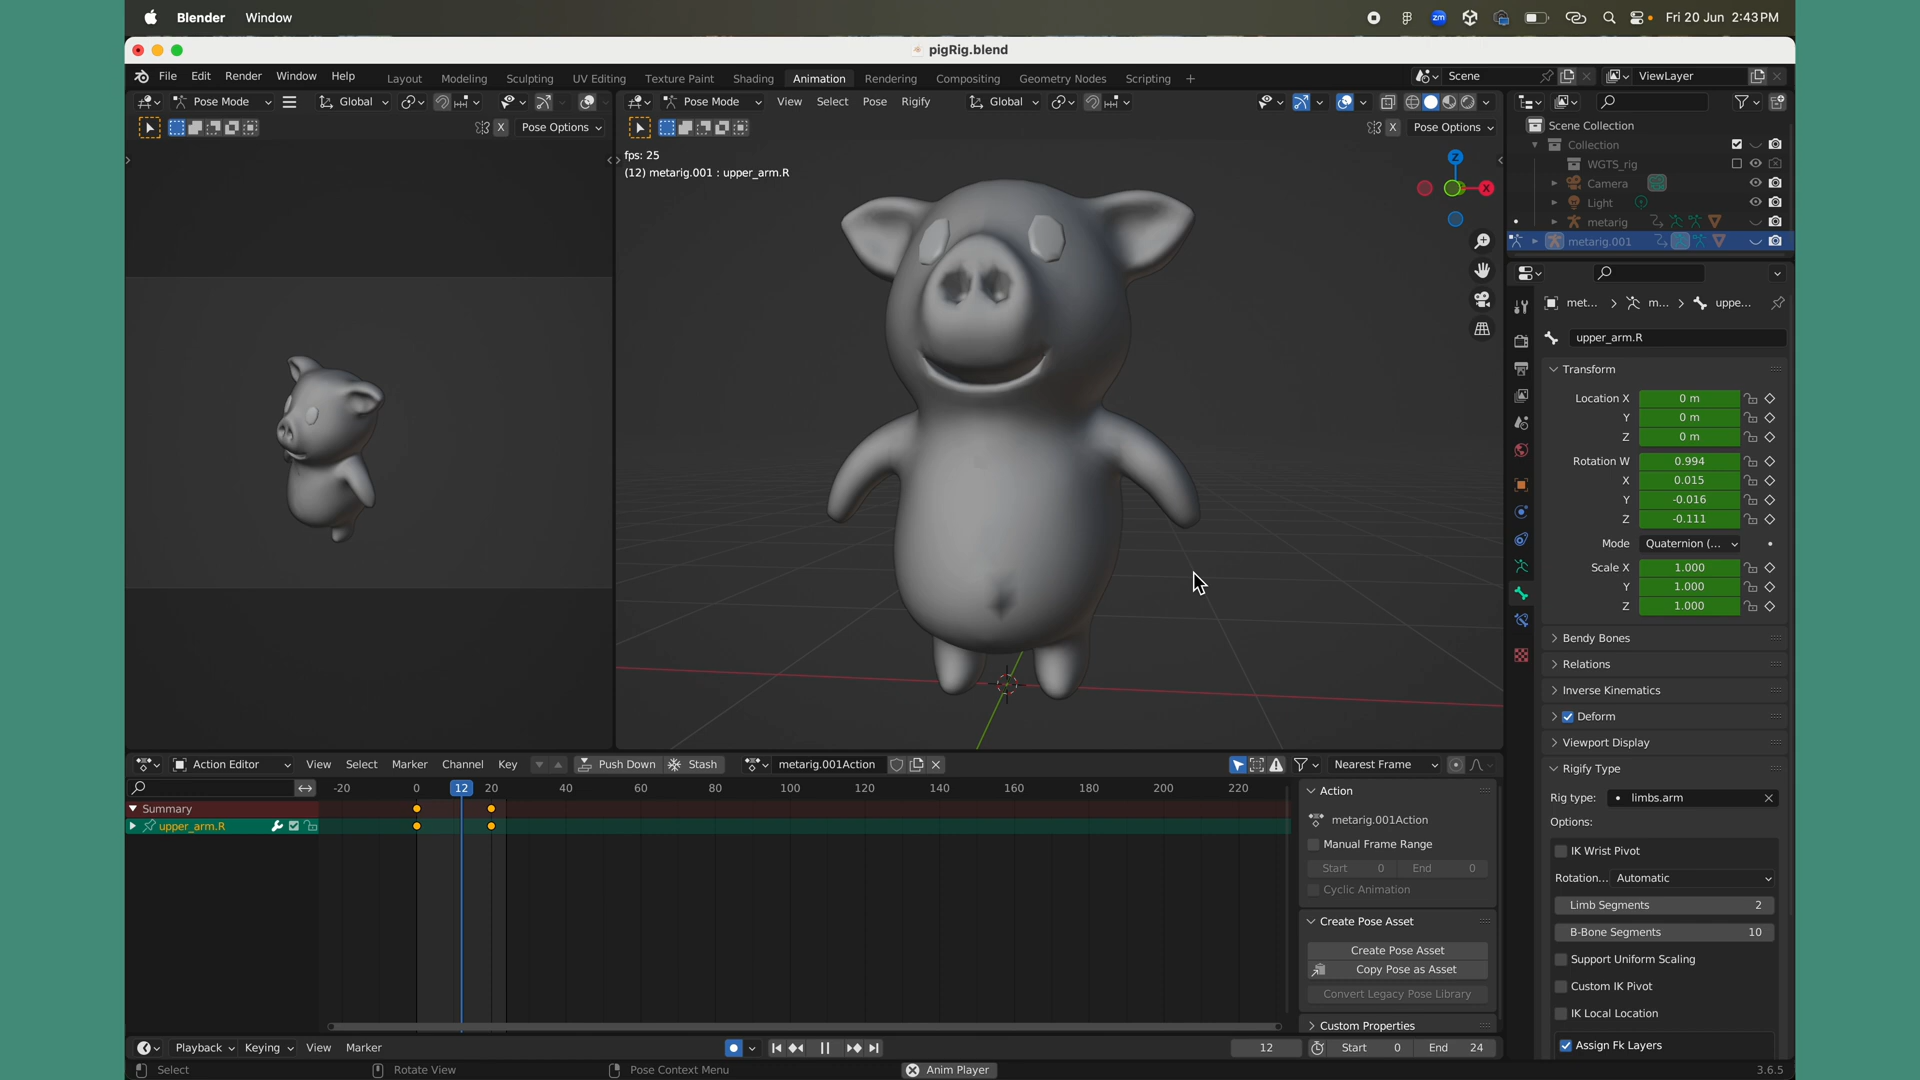 Blender Window
zm
Fri 20 Jun 2:43 PM
pigRig.blend
File Edit Render Window Help
Layout Modeling Sculpting UV Editing Texture Paint Shading Animation Rendering Compositing Geometry Nodes Scripting +
Scene
ViewLayer
Pose Mode
Global
X Pose Options
Pose Mode View Select Pose Rigify
Global
X Pose Options
fps: 25
(12) metarig.001 : upper_arm.R
Z
X
Scene Collection
Collection
WGTS_rig
Camera
Light
metarig
metarig.001
met... > m... > uppe...
upper_arm.R
Transform
Location X 0 m
Y 0 m
Z 0 m
Rotation W 0.994
X 0.015
Y -0.016
Z -0.111
Mode Quaternion (...
Scale X 1.000
Y 1.000
Z 1.000
Bendy Bones
Relations
Inverse Kinematics
Deform
Viewport Display
Rigify Type
Rig type: limbs.arm
Options:
IK Wrist Pivot
Rotation... Automatic
Limb Segments 2
B-Bone Segments 10
Support Uniform Scaling
Custom IK Pivot
IK Local Location
Assign Fk Layers
Action Editor View Select Marker Channel Key
Push Down Stash
metarig.001Action
Nearest Frame
-20 0 12 20 40 60 80 100 120 140 160 180 200 220
Summary
upper_arm.R
Action
metarig.001Action
Manual Frame Range
Start 0 End 0
Cyclic Animation
Create Pose Asset
Create Pose Asset
Copy Pose as Asset
Convert Legacy Pose Library
Custom Properties
Playback Keying View Marker
12
Start 0 End 24
Select
Rotate View
Pose Context Menu
Anim Player
3.6.5